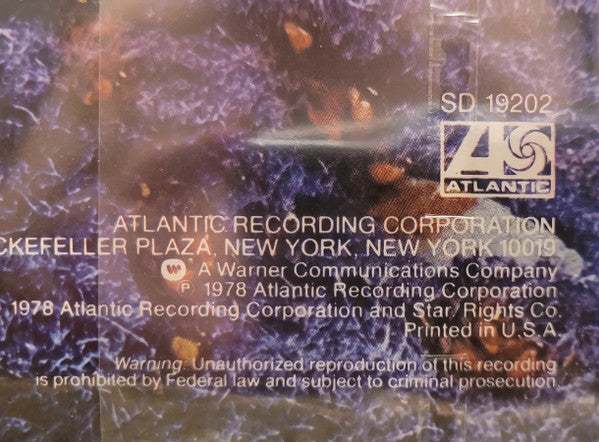 SD 19202
ATLANTIC
ATLANTIC RECORDING CORPORATION
CKEFELLER PLAZA, NEW YORK, NEW YORK 10019
A Warner Communications Company
℗ 1978 Atlantic Recording Corporation
1978 Atlantic Recording Corporation and Star/Rights Co.
Printed in U.S.A.
Warning: Unauthorized reproduction of this recording
is prohibited by Federal law and subject to criminal prosecution.